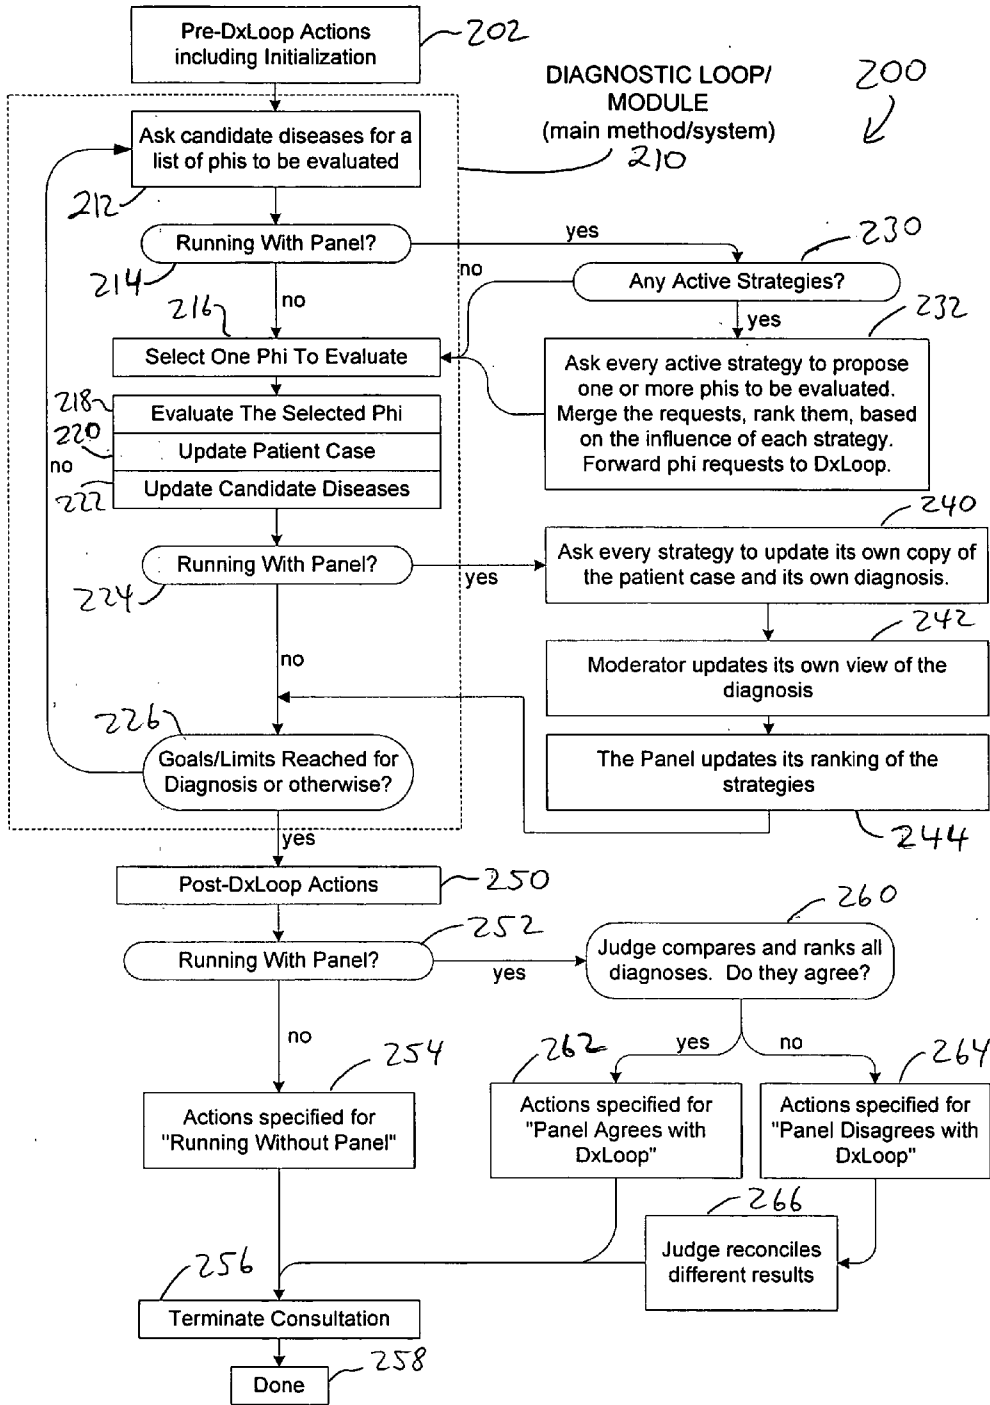 Pre-DxLoop Actions
including Initialization
202
DIAGNOSTIC LOOP/
MODULE
(main method/system)
200
210
Ask candidate diseases for a
list of phis to be evaluated
212
Running With Panel?
214
yes
no
230
Any Active Strategies?
no
yes
232
216
Select One Phi To Evaluate
Ask every active strategy to propose
one or more phis to be evaluated.
Merge the requests, rank them, based
on the influence of each strategy.
Forward phi requests to DxLoop.
218
Evaluate The Selected Phi
220
Update Patient Case
no
222
Update Candidate Diseases
240
Running With Panel?
224
yes
Ask every strategy to update its own copy of
the patient case and its own diagnosis.
242
no
Moderator updates its own view of the
diagnosis
226
Goals/Limits Reached for
Diagnosis or otherwise?
The Panel updates its ranking of the
strategies
244
yes
Post-DxLoop Actions
250
252
Running With Panel?
yes
260
Judge compares and ranks all
diagnoses. Do they agree?
no
yes
no
254
262
264
Actions specified for
"Running Without Panel"
Actions specified for
"Panel Agrees with
DxLoop"
Actions specified for
"Panel Disagrees with
DxLoop"
266
Judge reconciles
different results
256
Terminate Consultation
258
Done